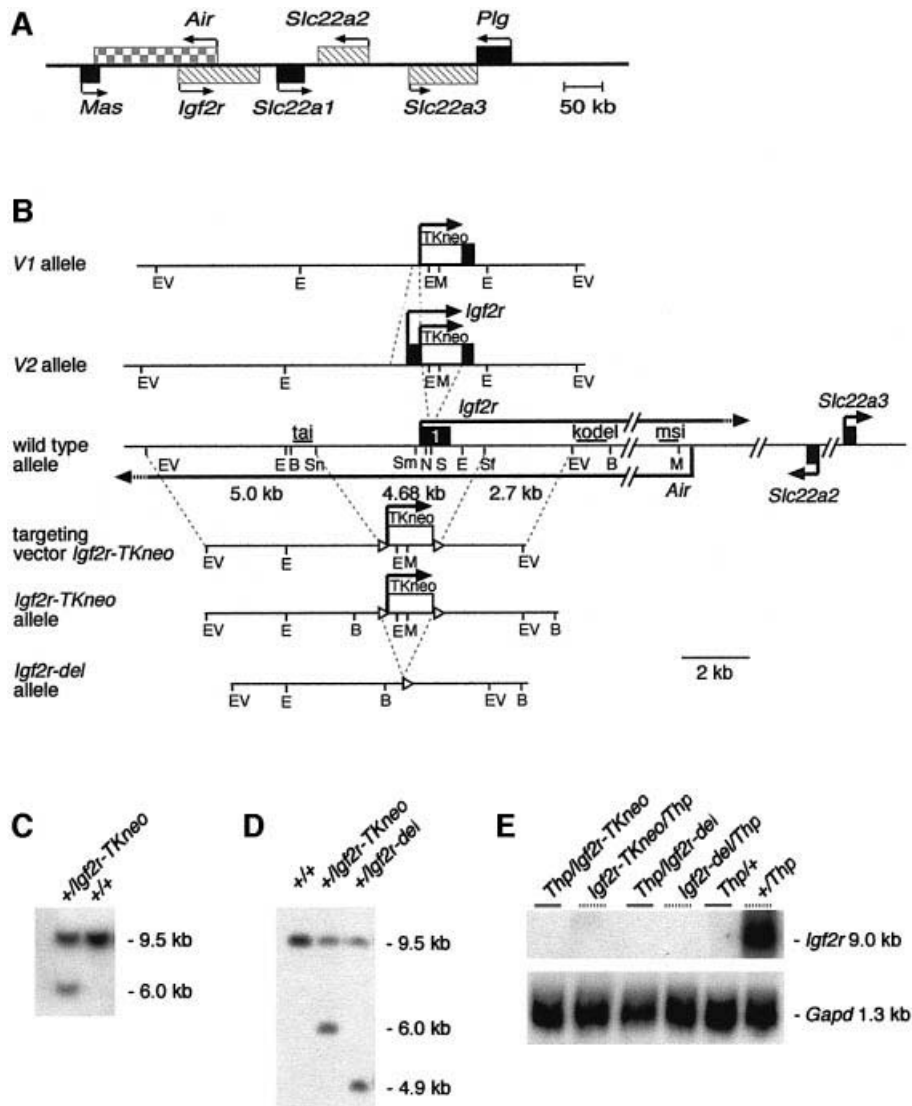 A
Air
Slc22a2
Plg
Mas
Igf2r
Slc22a1
Slc22a3
50 kb
B
V1 allele
TKneo
EV E EM E EV
V2 allele
Igf2r
TKneo
EV E EM E EV
Igf2r
Slc22a3
wild type
allele
tai
1
kodel
msi
EV E B Sn Sm N S E Sf EV B M
Slc22a2
Air
5.0 kb 4.68 kb 2.7 kb
targeting
vector Igf2r-TKneo
TKneo
EV E EM EV
Igf2r-TKneo
allele
TKneo
EV E B EM EV B
Igf2r-del
allele
EV E B EV B
2 kb
C
+/Igf2r-TKneo
+/+
- 9.5 kb
- 6.0 kb
D
+/+
+/Igf2r-TKneo
+/Igf2r-del
- 9.5 kb
- 6.0 kb
- 4.9 kb
E
Thp/Igf2r-TKneo
Igf2r-TKneo/Thp
Thp/Igf2r-del
Igf2r-del/Thp
Thp/+
+/Thp
- Igf2r 9.0 kb
- Gapd 1.3 kb